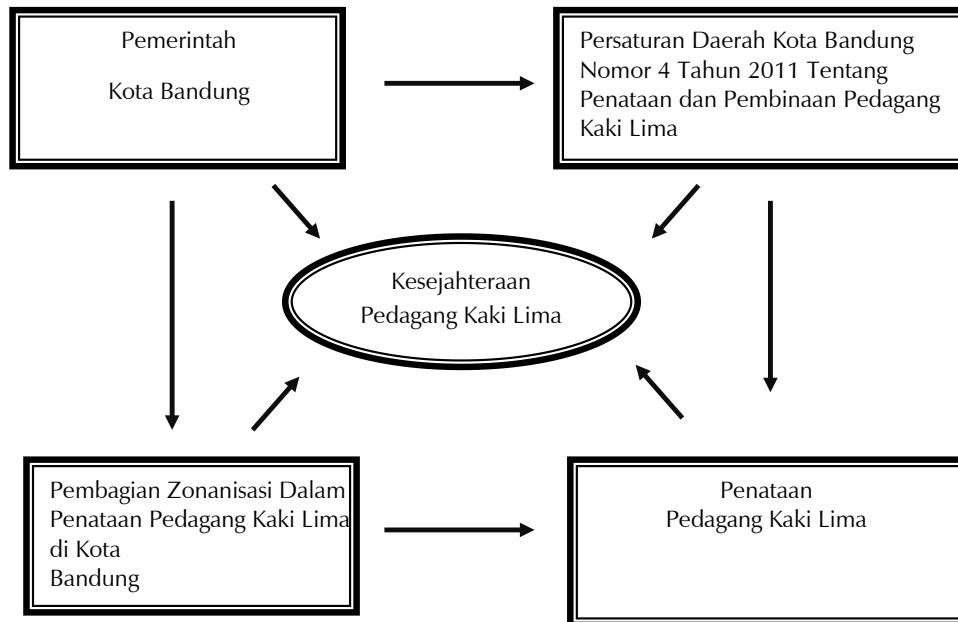 Pemerintah
Kota Bandung
Persaturan Daerah Kota Bandung
Nomor 4 Tahun 2011 Tentang
Penataan dan Pembinaan Pedagang
Kaki Lima
Kesejahteraan
Pedagang Kaki Lima
Pembagian Zonanisasi Dalam
Penataan Pedagang Kaki Lima
di Kota
Bandung
Penataan
Pedagang Kaki Lima